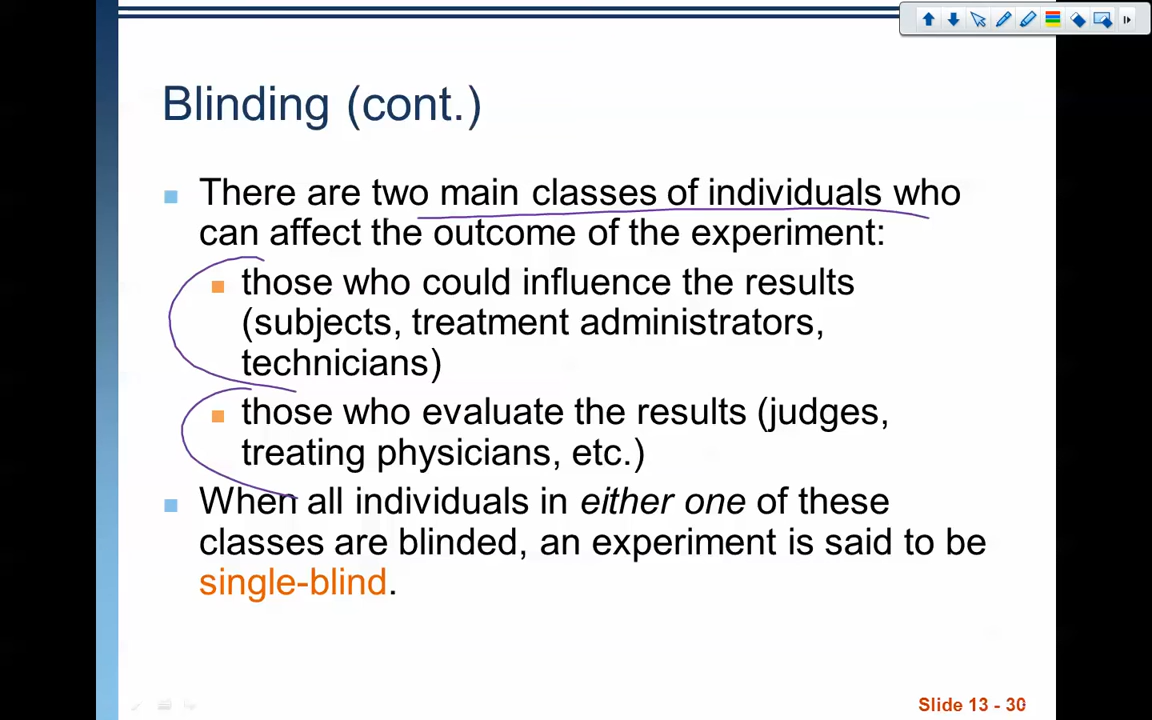 Blinding (cont.)
There are two main classes of individuals who
can affect the outcome of the experiment:
those who could influence the results
(subjects, treatment administrators,
technicians)
those who evaluate the results (judges,
treating physicians, etc.)
When all individuals in either one of these
classes are blinded, an experiment is said to be
single-blind.
Slide 13 - 30